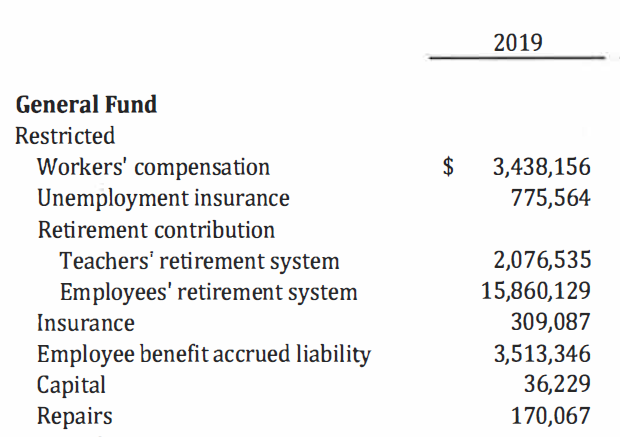 2019
General Fund
Restricted
Workers' compensation $ 3,438,156
Unemployment insurance 775,564
Retirement contribution
Teachers' retirement system 2,076,535
Employees' retirement system 15,860,129
Insurance 309,087
Employee benefit accrued liability 3,513,346
Capital 36,229
Repairs 170,067